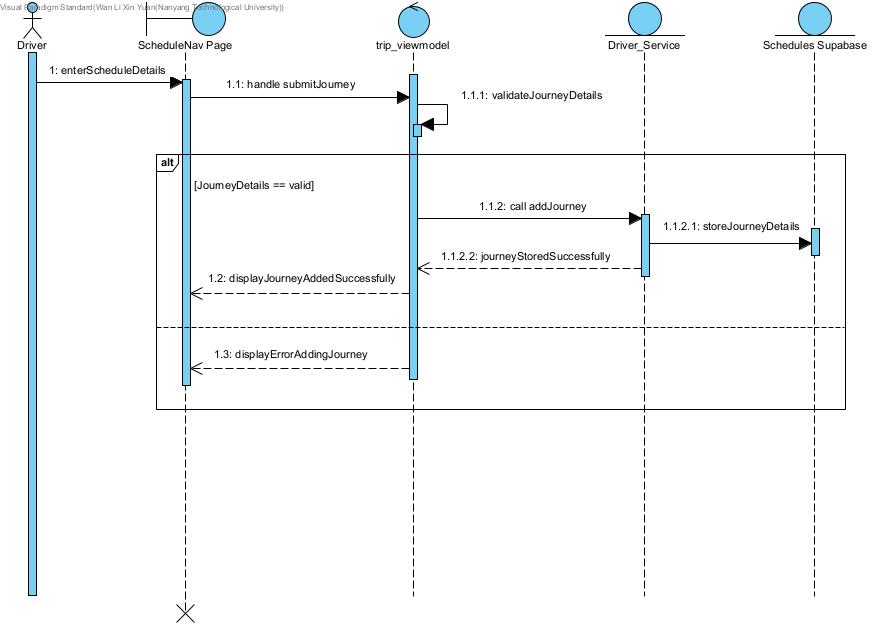 Visual Paradigm Standard(Wan Li Xin Yuan(Nanyang Technological University))
Driver
ScheduleNav Page
trip_viewmodel
Driver_Service
Schedules Supabase
1: enterScheduleDetails
1.1: handle submitJourney
1.1.1: validateJourneyDetails
alt
[JourneyDetails == valid]
1.1.2: call addJourney
1.1.2.1: storeJourneyDetails
1.1.2.2: journeyStoredSuccessfully
1.2: displayJourneyAddedSuccessfully
1.3: displayErrorAddingJourney